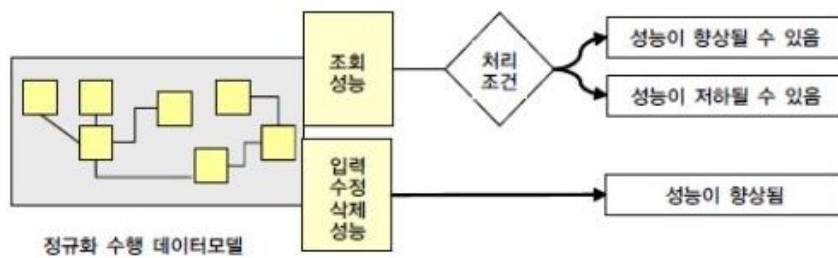 조회
성능
처리
조건
성능이 향상될 수 있음
성능이 저하될 수 있음
입력
수정
삭제
성능
성능이 향상됨
정규화 수행 데이터모델